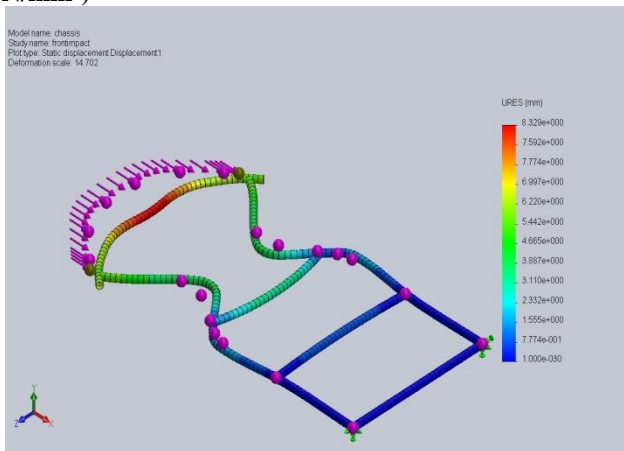 Model name: chassis
Study name: frontimpact
Plot type: Static displacement Displacement1
Deformation scale: 14.702
URES (mm)
8.329e+000
7.592e+000
7.774e+000
6.997e+000
6.220e+000
5.442e+000
4.665e+000
3.887e+000
3.110e+000
2.332e+000
1.555e+000
7.774e-001
1.000e-030
Y
Z
X